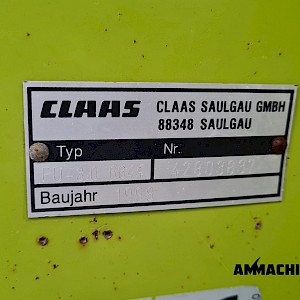 CLAAS CLAAS SAULGAU GMBH
88348 SAULGAU
Typ Nr.
Baujahr
AMMACHI